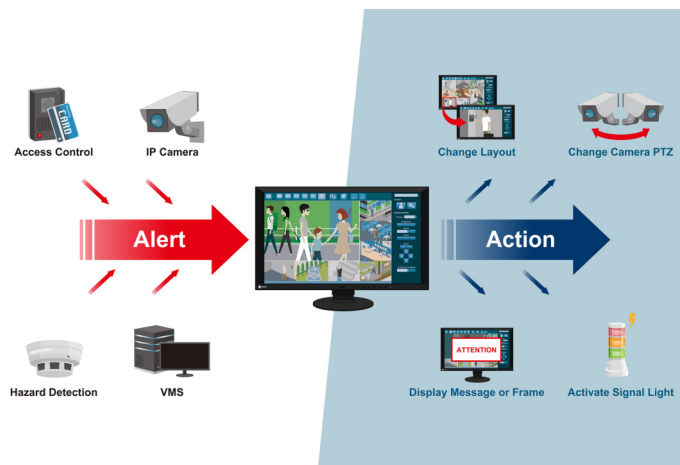 CARD
Access Control
IP Camera
Change Layout
Change Camera PTZ
Alert
Action
ATTENTION
Hazard Detection
VMS
Display Message or Frame
Activate Signal Light